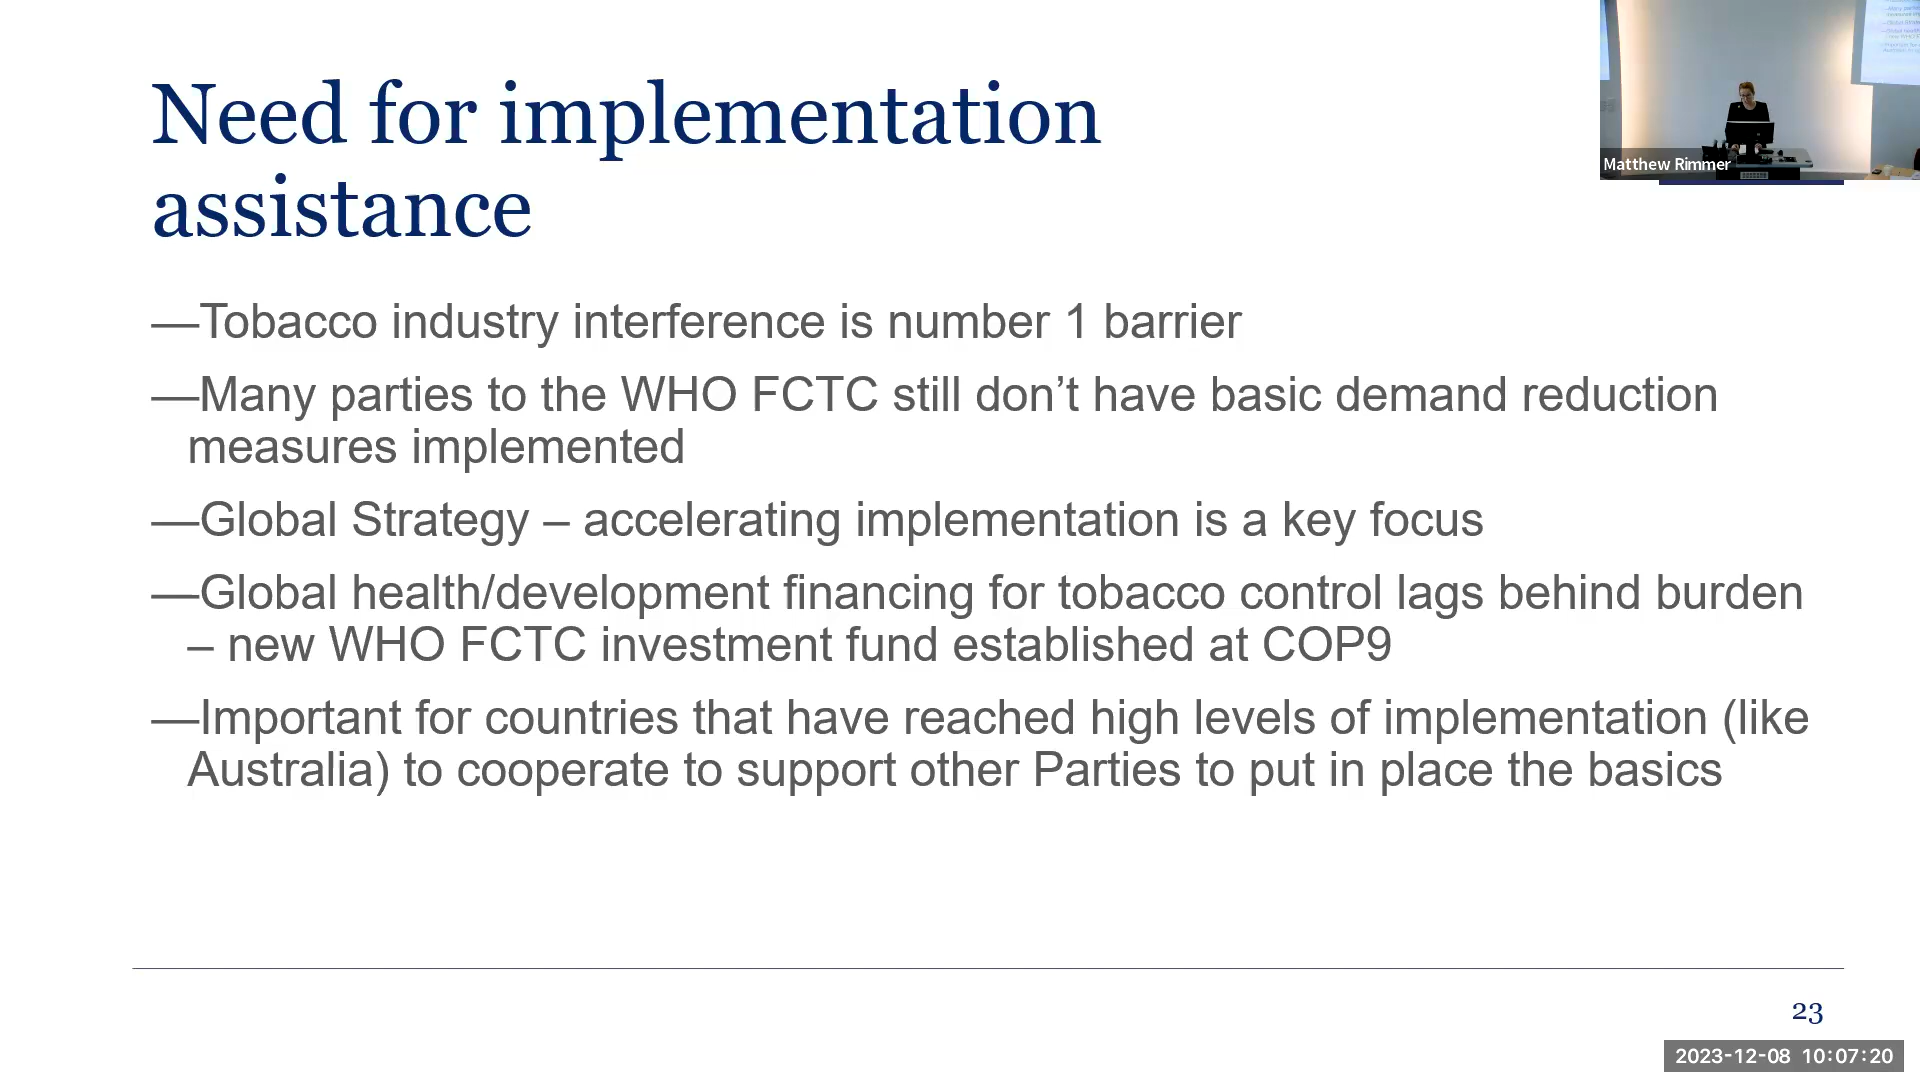 Need for implementation
assistance
Matthew Rimmer
—Tobacco industry interference is number 1 barrier
—Many parties to the WHO FCTC still don’t have basic demand reduction
measures implemented
—Global Strategy – accelerating implementation is a key focus
—Global health/development financing for tobacco control lags behind burden
– new WHO FCTC investment fund established at COP9
—Important for countries that have reached high levels of implementation (like
Australia) to cooperate to support other Parties to put in place the basics
23
2023-12-08 10:07:20